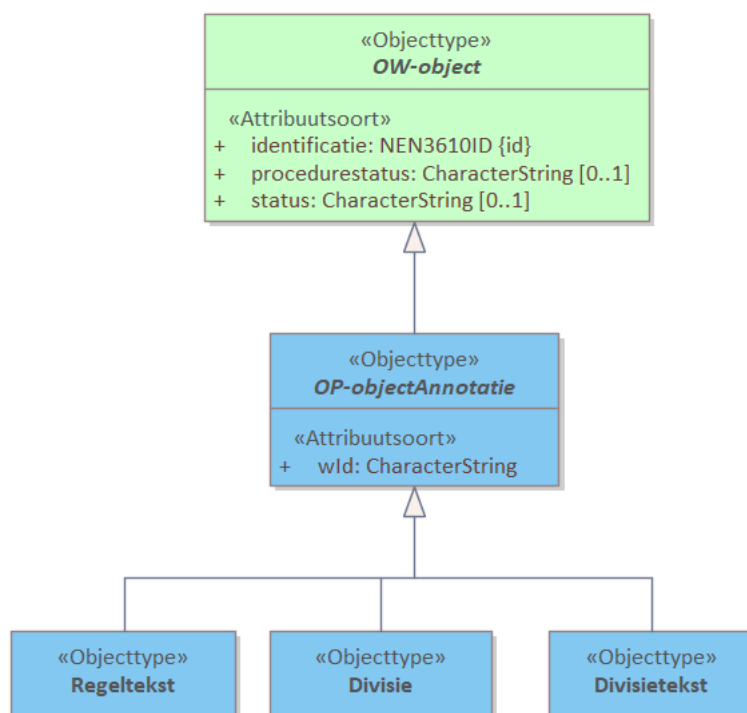 «Objecttype»
OW-object
«Attribuutsoort»
+ identificatie: NEN3610ID {id}
+ procedurestatus: CharacterString [0..1]
+ status: CharacterString [0..1]
«Objecttype»
OP-objectAnnotatie
«Attribuutsoort»
+ wId: CharacterString
«Objecttype»
Regeltekst
«Objecttype»
Divisie
«Objecttype»
Divisietekst